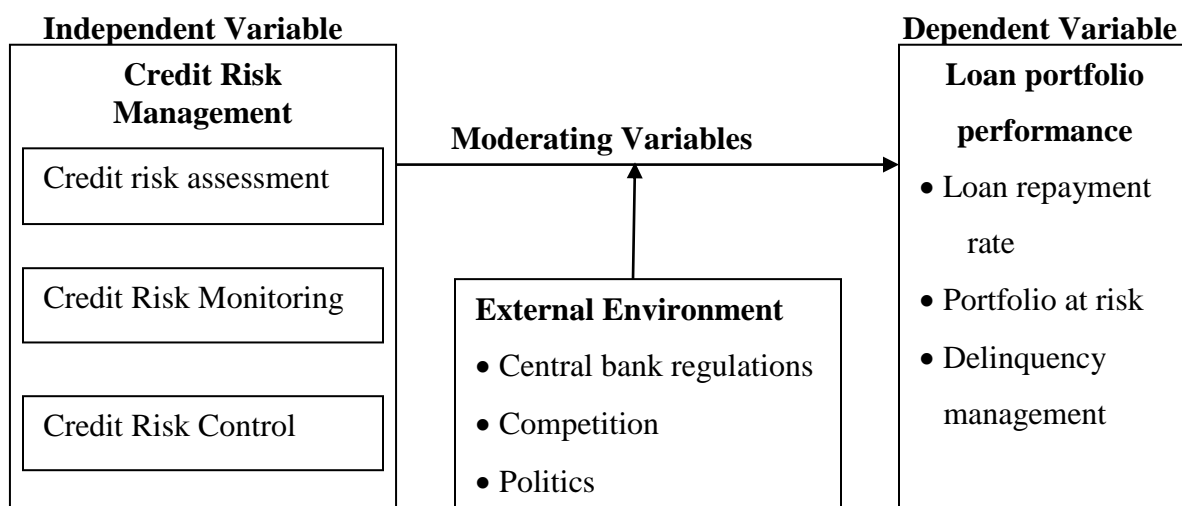 Independent Variable
Credit Risk
Management
Credit risk assessment
Credit Risk Monitoring
Credit Risk Control
Moderating Variables
External Environment
• Central bank regulations
• Competition
• Politics
Dependent Variable
Loan portfolio
performance
• Loan repayment
rate
• Portfolio at risk
• Delinquency
management